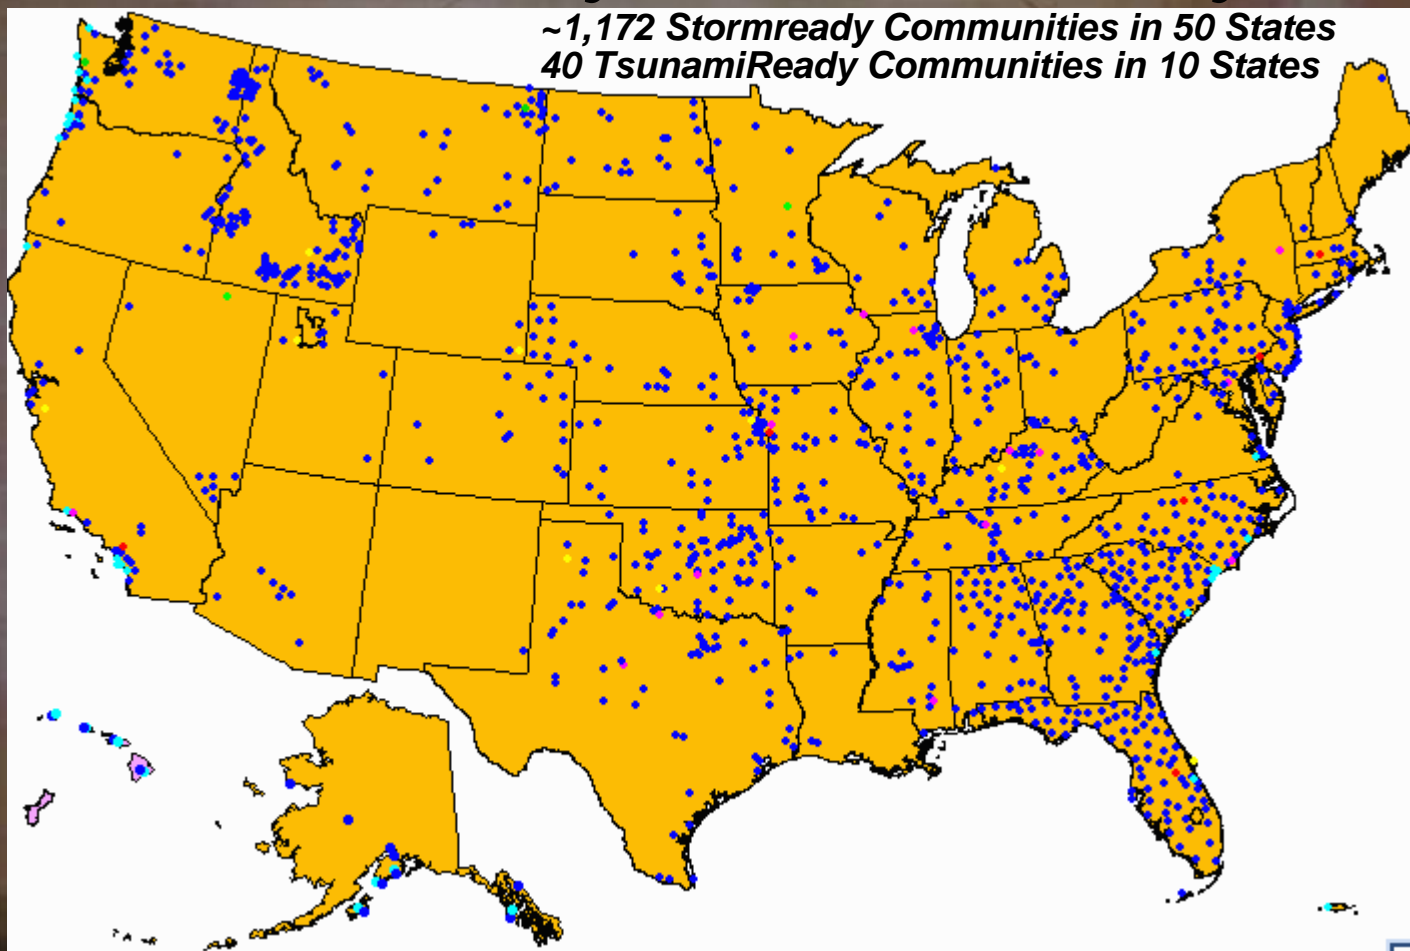 ~1,172 Stormready Communities in 50 States
40 TsunamiReady Communities in 10 States